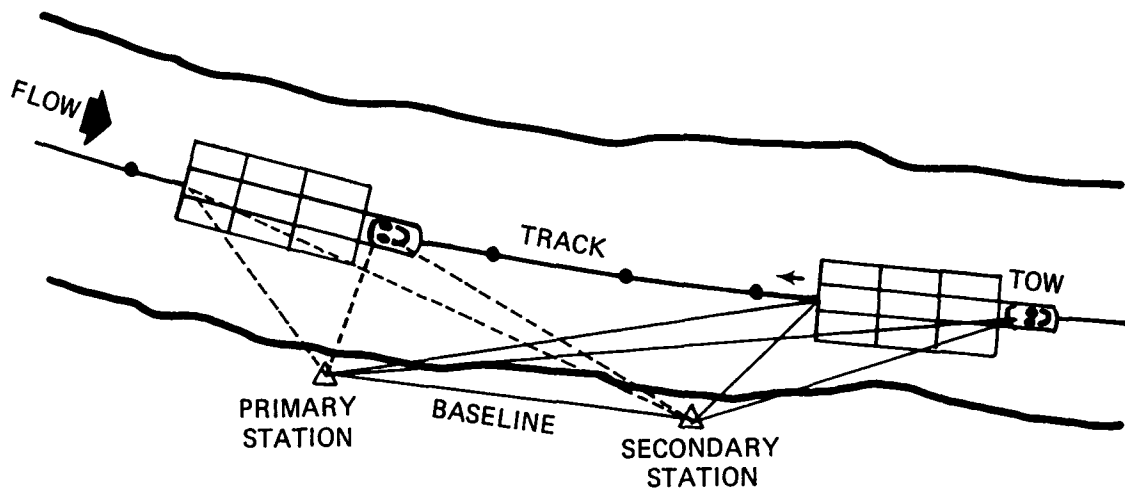 FLOW
TRACK
TOW
PRIMARY
STATION
BASELINE
SECONDARY
STATION